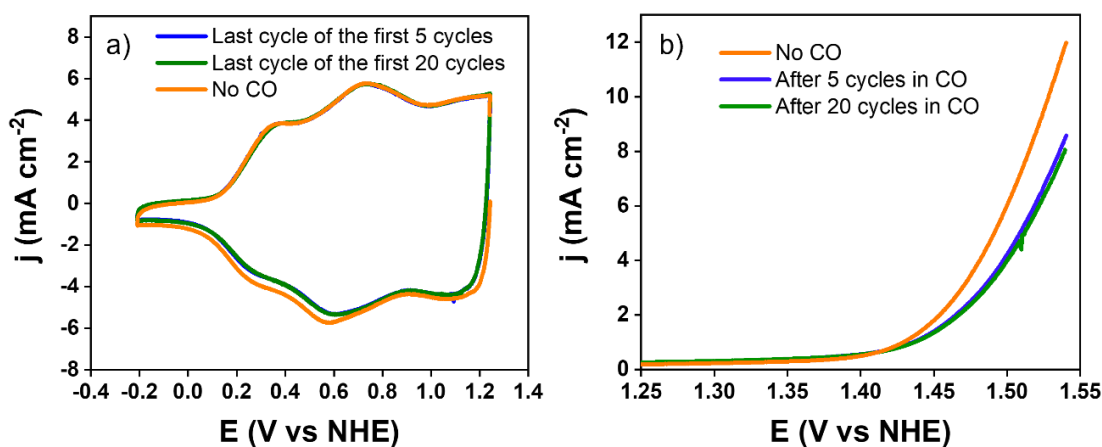 a)
Last cycle of the first 5 cycles
Last cycle of the first 20 cycles
No CO
j (mA cm⁻²)
8
6
4
2
0
-2
-4
-6
-8
-0.4 -0.2 0.0 0.2 0.4 0.6 0.8 1.0 1.2 1.4
E (V vs NHE)
b)
No CO
After 5 cycles in CO
After 20 cycles in CO
j (mA cm⁻²)
12
10
8
6
4
2
0
1.25 1.30 1.35 1.40 1.45 1.50 1.55
E (V vs NHE)